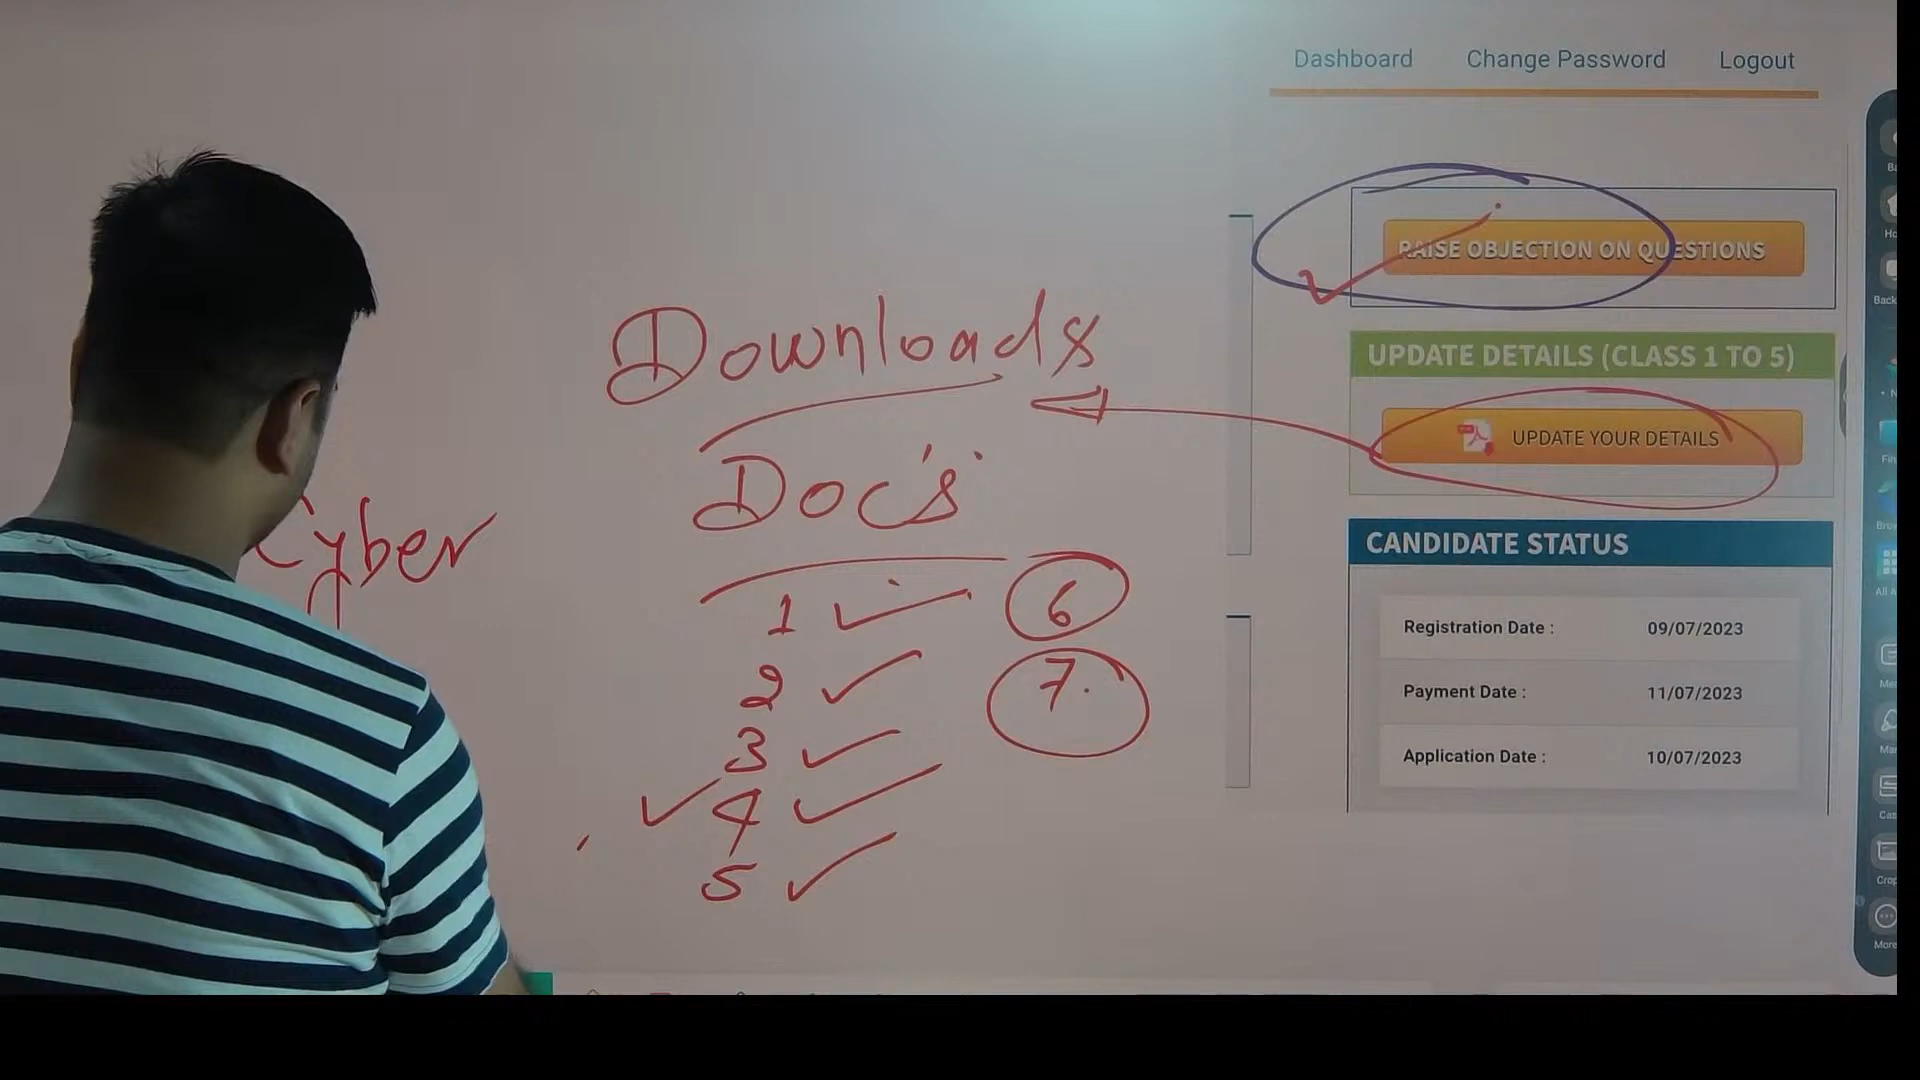 Dashboard Change Password Logout
RAISE OBJECTION ON QUESTIONS
UPDATE DETAILS (CLASS 1 TO 5)
UPDATE YOUR DETAILS
CANDIDATE STATUS
Registration Date : 09/07/2023
Payment Date : 11/07/2023
Application Date : 10/07/2023
Downloads
Doc's
Cyber
1 ✓ 6
2 ✓ 7.
3 ✓
✓ 4 ✓
5 ✓
More